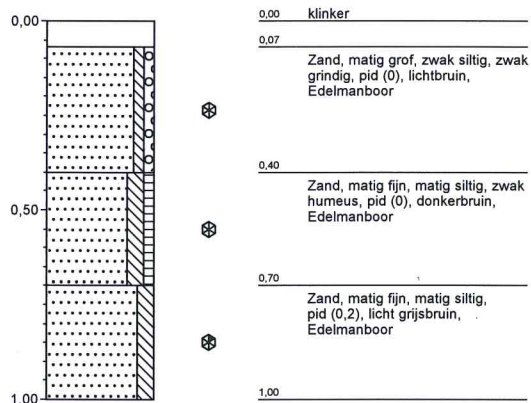 0,00
0,50
1,00
0,00 klinker
0,07
Zand, matig grof, zwak siltig, zwak
grindig, pid (0), lichtbruin,
Edelmanboor
0,40
Zand, matig fijn, matig siltig, zwak
humeus, pid (0), donkerbruin,
Edelmanboor
0,70
Zand, matig fijn, matig siltig,
pid (0,2), licht grijsbruin,
Edelmanboor
1,00